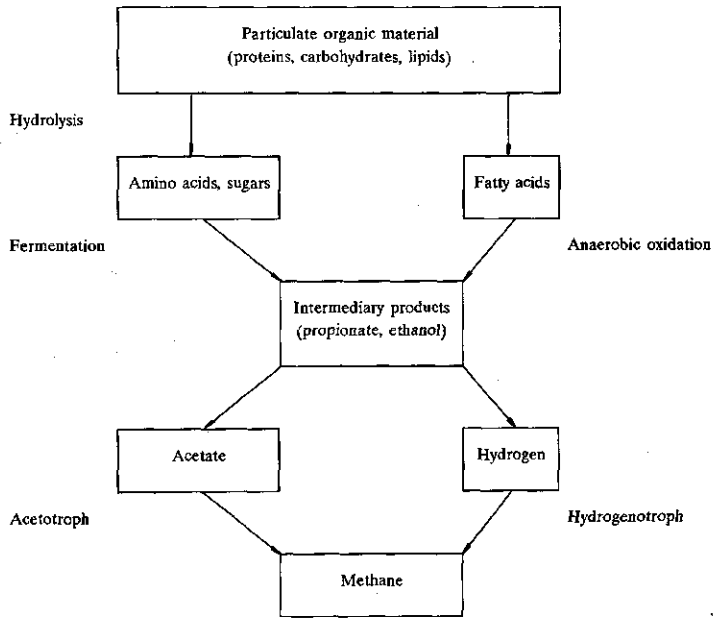 Particulate organic material
(proteins, carbohydrates, lipids)
Hydrolysis
Amino acids, sugars
Fatty acids
Fermentation
Anaerobic oxidation
Intermediary products
(propionate, ethanol)
Acetate
Hydrogen
Acetotroph
Hydrogenotroph
Methane